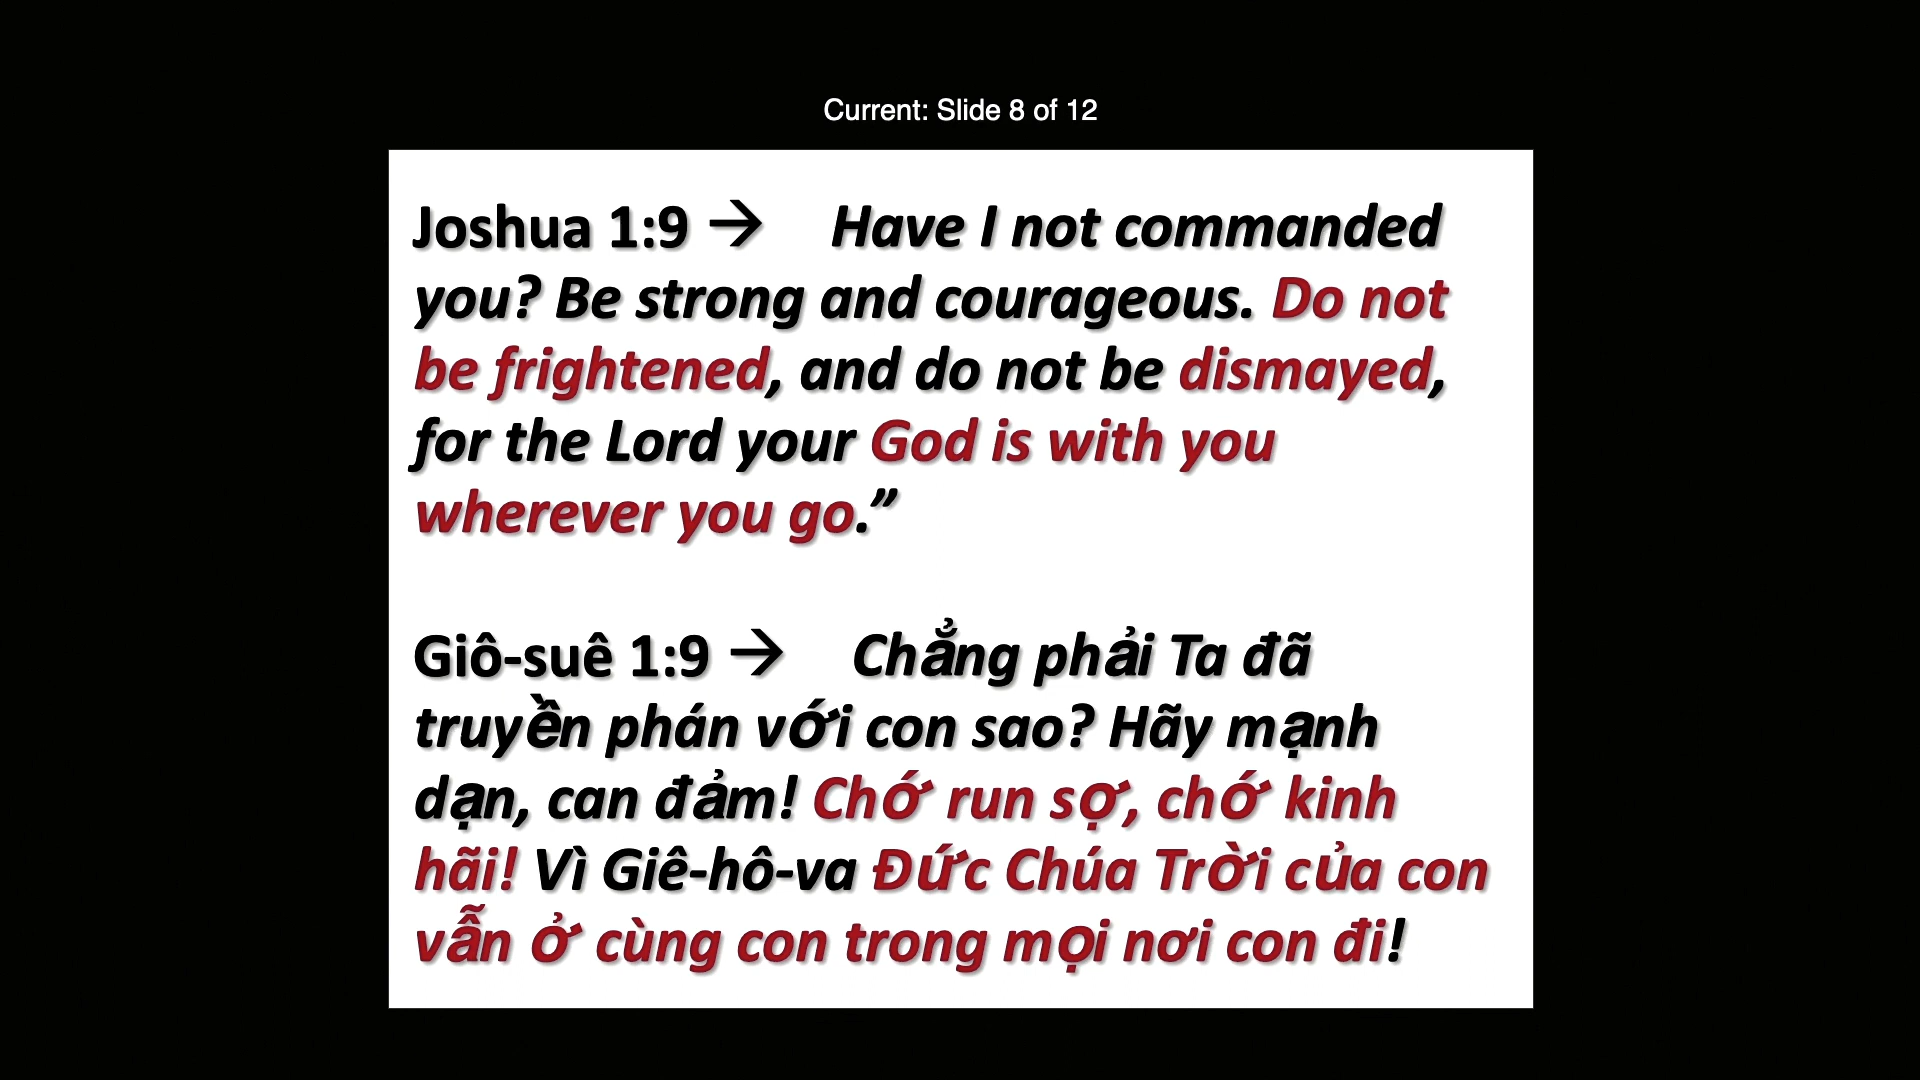 Current: Slide 8 of 12
Joshua 1:9 → Have I not commanded
you? Be strong and courageous. Do not
be frightened, and do not be dismayed,
for the Lord your God is with you
wherever you go.”
Giô-suê 1:9 → Chẳng phải Ta đã
truyền phán với con sao? Hãy mạnh
dạn, can đảm! Chớ run sợ, chớ kinh
hãi! Vì Giê-hô-va Đức Chúa Trời của con
vẫn ở cùng con trong mọi nơi con đi!